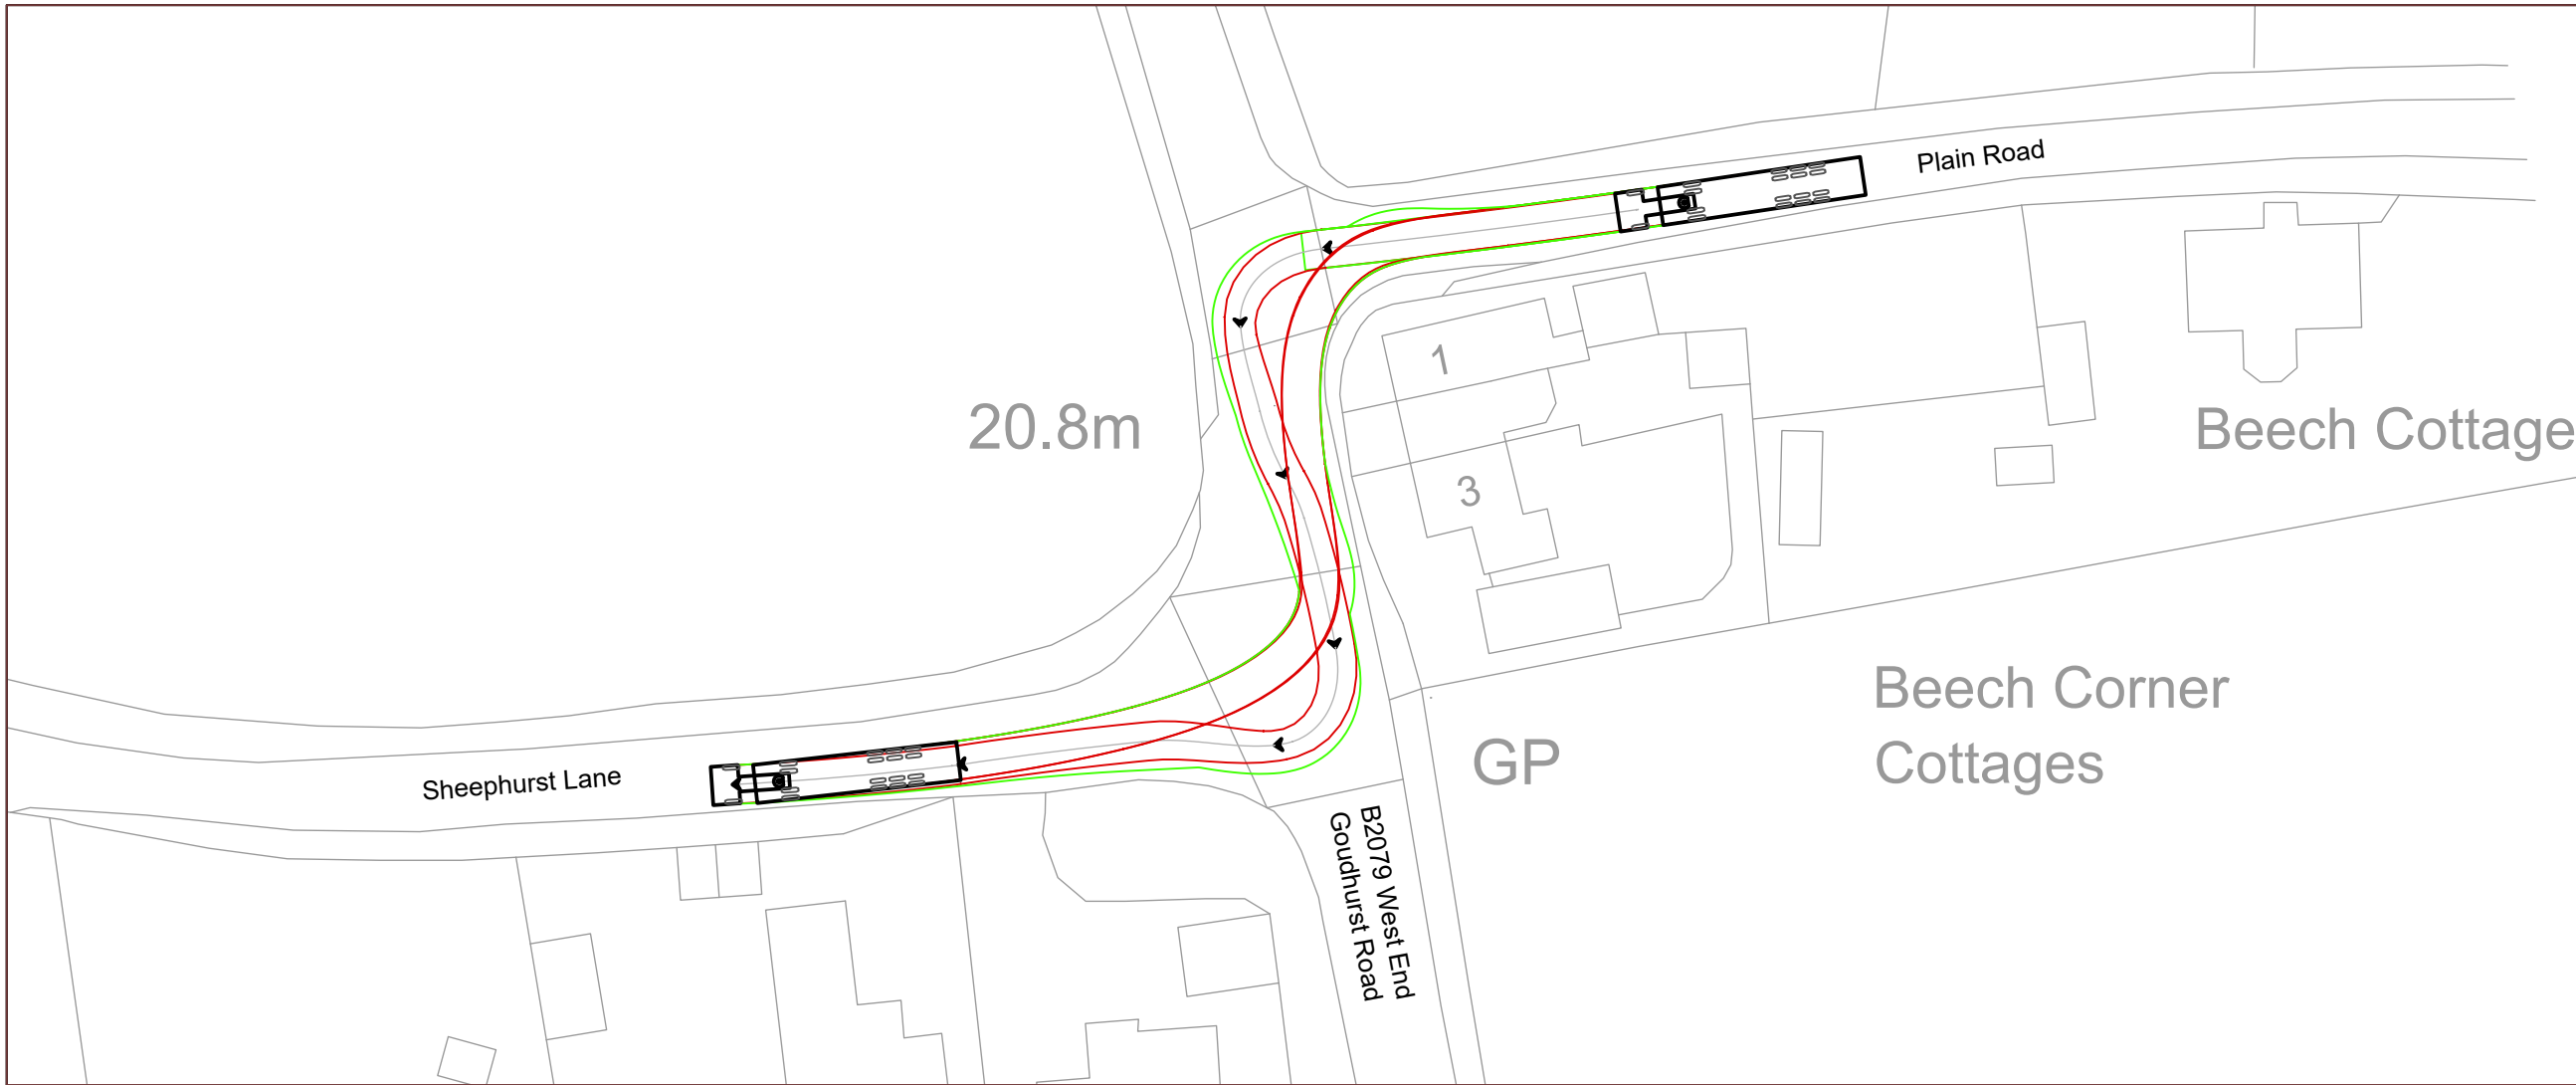 Plain Road
1
20.8m
Beech Cottage
3
Beech Corner
Cottages
GP
Sheephurst Lane
B2079 West End
Goudhurst Road